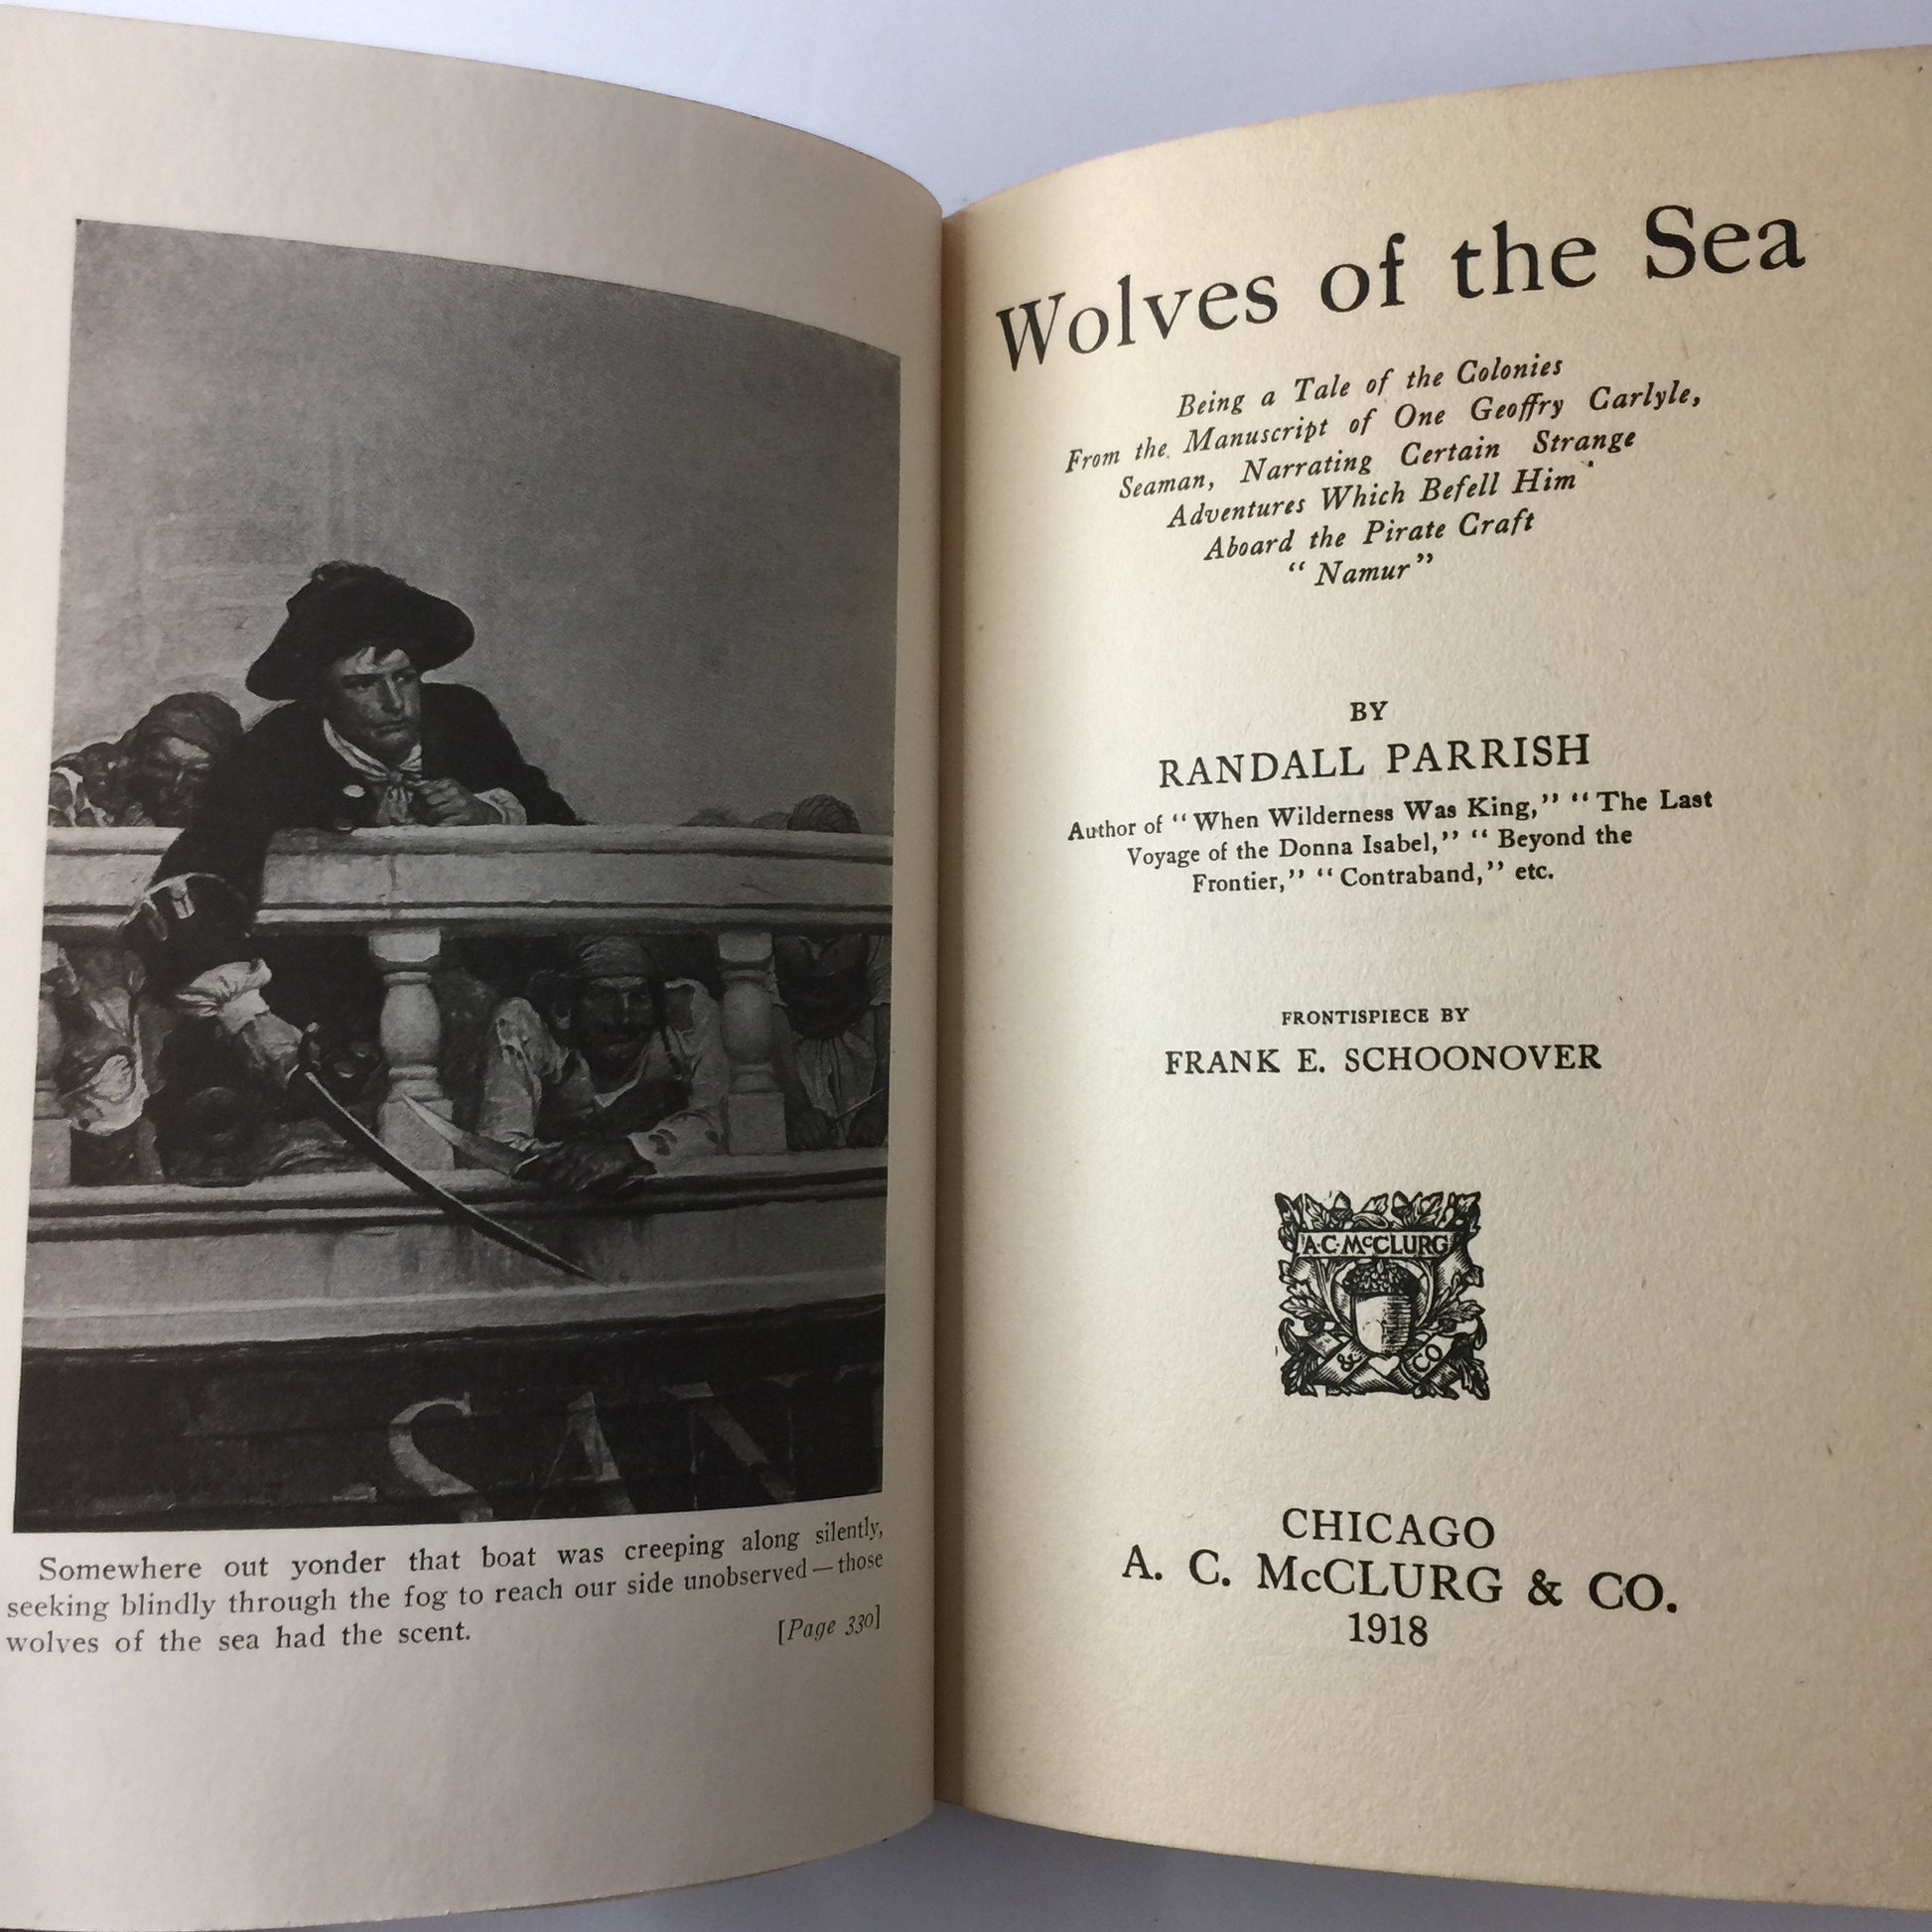 SAN
Somewhere out yonder that boat was creeping along silently,
seeking blindly through the fog to reach our side unobserved—those
wolves of the sea had the scent.
[Page 330]
Wolves of the Sea
Being a Tale of the Colonies
From the Manuscript of One Geoffry Carlyle,
Seaman, Narrating Certain Strange
Adventures Which Befell Him
Aboard the Pirate Craft
“Namur”
BY
RANDALL PARRISH
Author of “When Wilderness Was King,” “The Last
Voyage of the Donna Isabel,” “Beyond the
Frontier,” “Contraband,” etc.
FRONTISPIECE BY
FRANK E. SCHOONOVER
A·C·McCLURG
& CO
CHICAGO
A. C. McCLURG & CO.
1918